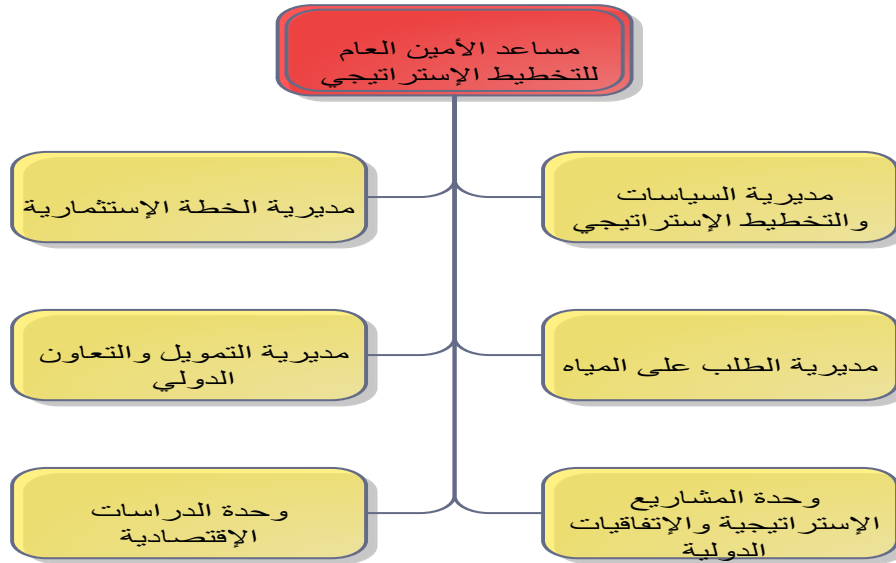 مساعد الأمين العام
للتخطيط الإستراتيجي
مديرية السياسات
والتخطيط الإستراتيجي
مديرية الخطة الإستثمارية
مديرية الطلب على المياه
مديرية التمويل والتعاون
الدولي
وحدة المشاريع
الإستراتيجية والإتفاقيات
الدولية
وحدة الدراسات
الإقتصادية